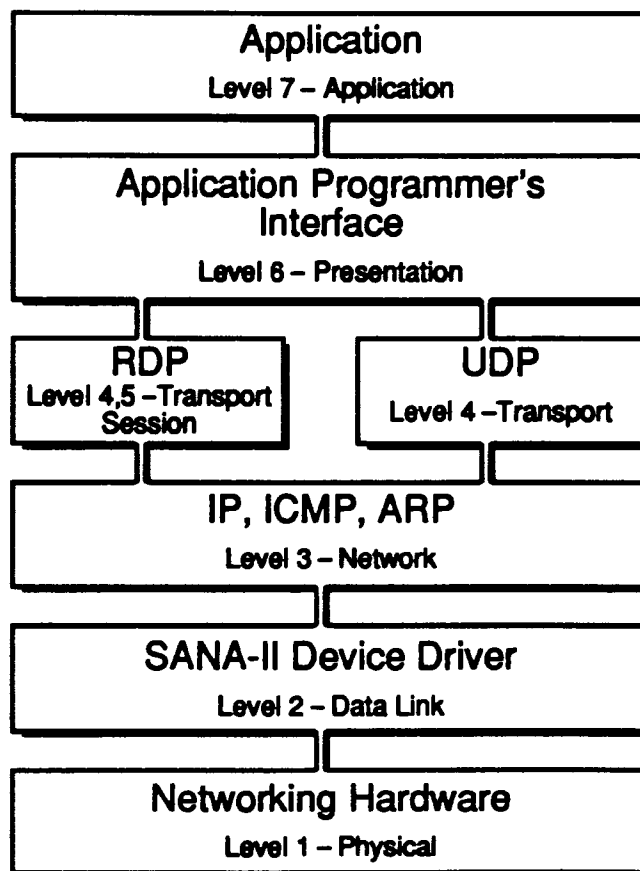 Application
Level 7 – Application
Application Programmer's
Interface
Level 6 – Presentation
RDP
Level 4,5 –Transport
Session
UDP
Level 4 –Transport
IP, ICMP, ARP
Level 3 – Network
SANA-II Device Driver
Level 2 – Data Link
Networking Hardware
Level 1 – Physical